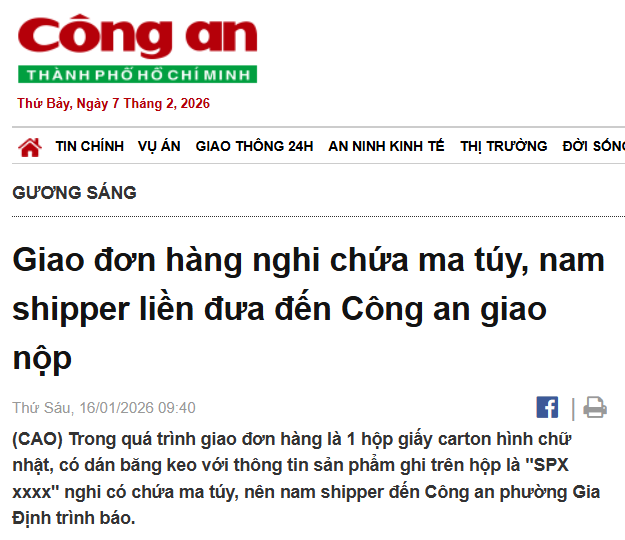 Công an
THÀNH PHỐ HỒ CHÍ MINH
Thứ Bảy, Ngày 7 Tháng 2, 2026
TIN CHÍNH VỤ ÁN GIAO THÔNG 24H AN NINH KINH TẾ THỊ TRƯỜNG ĐỜI SỐNG
GƯƠNG SÁNG
Giao đơn hàng nghi chứa ma túy, nam
shipper liền đưa đến Công an giao
nộp
Thứ Sáu, 16/01/2026 09:40
(CAO) Trong quá trình giao đơn hàng là 1 hộp giấy carton hình chữ
nhật, có dán băng keo với thông tin sản phẩm ghi trên hộp là "SPX
xxxx" nghi có chứa ma túy, nên nam shipper đến Công an phường Gia
Định trình báo.